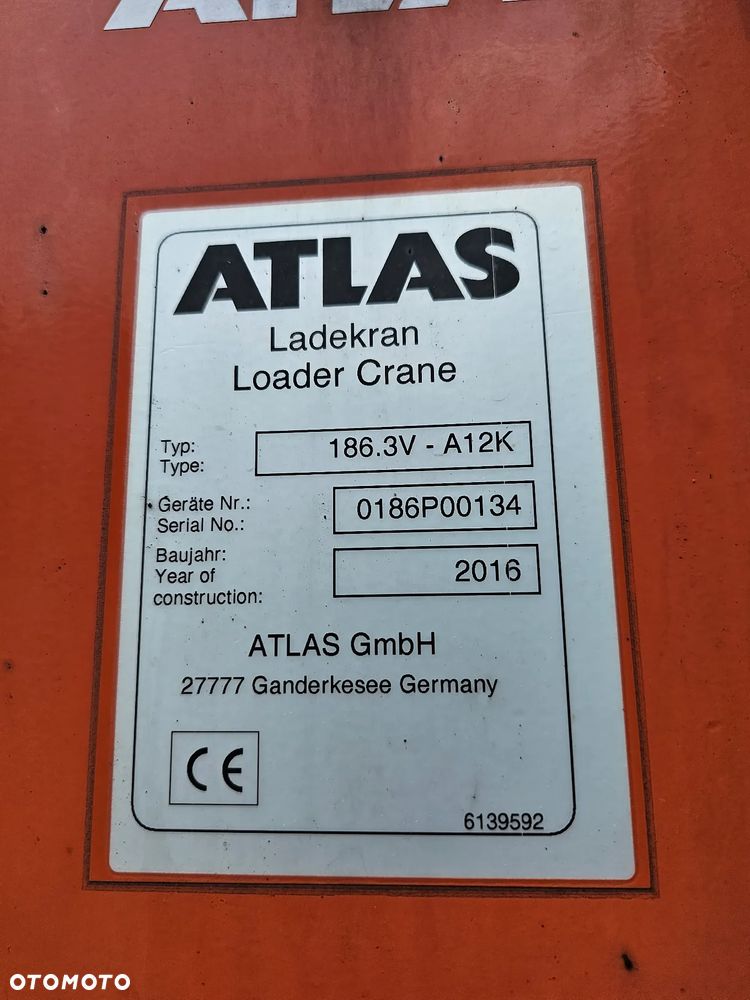 ATLAS
ATLAS
Ladekran
Loader Crane
Typ: 186.3V - A12K
Type:
Geräte Nr.: 0186P00134
Serial No.:
Baujahr:
Year of 2016
construction:
ATLAS GmbH
27777 Ganderkesee Germany
CE
6139592
OTOMOTO